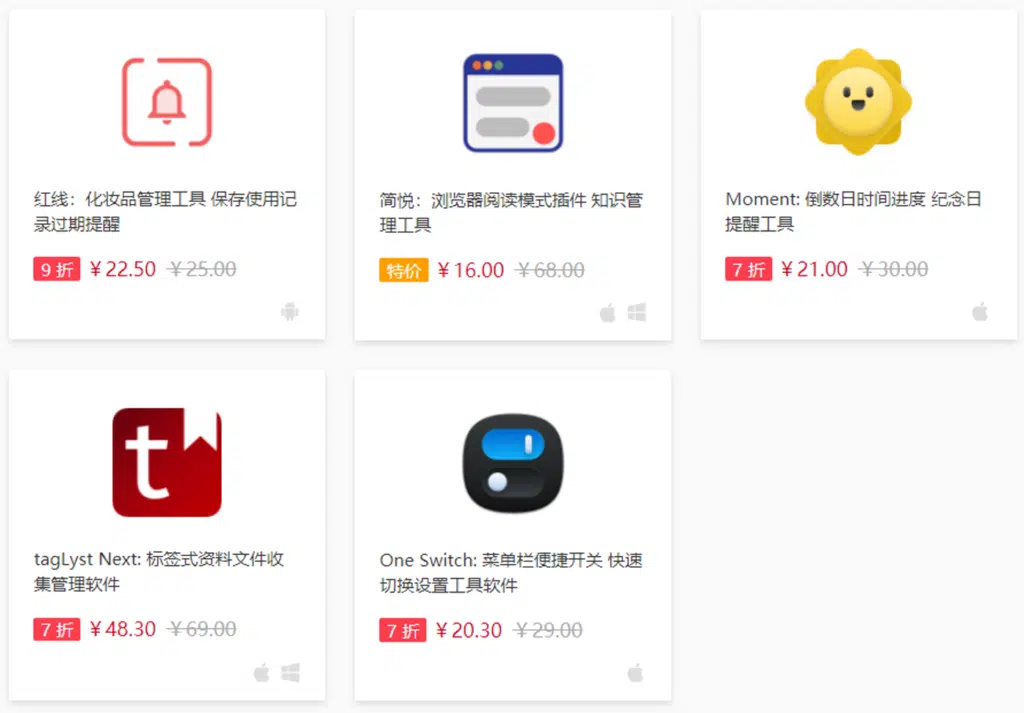 红线：化妆品管理工具 保存使用记
录过期提醒
9 折 ￥22.50 ￥25.00
简悦：浏览器阅读模式插件 知识管
理工具
特价 ￥16.00 ￥68.00
Moment: 倒数日时间进度 纪念日
提醒工具
7 折 ￥21.00 ￥30.00
t
tagLyst Next: 标签式资料文件收
集管理软件
7 折 ￥48.30 ￥69.00
One Switch: 菜单栏便捷开关 快速
切换设置工具软件
7 折 ￥20.30 ￥29.00